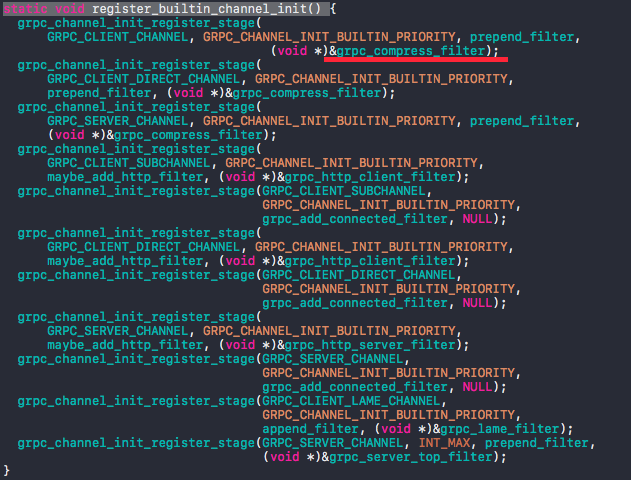 static void register_builtin_channel_init() {
  grpc_channel_init_register_stage(
      GRPC_CLIENT_CHANNEL, GRPC_CHANNEL_INIT_BUILTIN_PRIORITY, prepend_filter,
                                   (void *)&grpc_compress_filter);
  grpc_channel_init_register_stage(
      GRPC_CLIENT_DIRECT_CHANNEL, GRPC_CHANNEL_INIT_BUILTIN_PRIORITY,
      prepend_filter, (void *)&grpc_compress_filter);
  grpc_channel_init_register_stage(
      GRPC_SERVER_CHANNEL, GRPC_CHANNEL_INIT_BUILTIN_PRIORITY, prepend_filter,
      (void *)&grpc_compress_filter);
  grpc_channel_init_register_stage(
      GRPC_CLIENT_SUBCHANNEL, GRPC_CHANNEL_INIT_BUILTIN_PRIORITY,
      maybe_add_http_filter, (void *)&grpc_http_client_filter);
  grpc_channel_init_register_stage(GRPC_CLIENT_SUBCHANNEL,
                                   GRPC_CHANNEL_INIT_BUILTIN_PRIORITY,
                                   grpc_add_connected_filter, NULL);
  grpc_channel_init_register_stage(
      GRPC_CLIENT_DIRECT_CHANNEL, GRPC_CHANNEL_INIT_BUILTIN_PRIORITY,
      maybe_add_http_filter, (void *)&grpc_http_client_filter);
  grpc_channel_init_register_stage(GRPC_CLIENT_DIRECT_CHANNEL,
                                   GRPC_CHANNEL_INIT_BUILTIN_PRIORITY,
                                   grpc_add_connected_filter, NULL);
  grpc_channel_init_register_stage(
      GRPC_SERVER_CHANNEL, GRPC_CHANNEL_INIT_BUILTIN_PRIORITY,
      maybe_add_http_filter, (void *)&grpc_http_server_filter);
  grpc_channel_init_register_stage(GRPC_SERVER_CHANNEL,
                                   GRPC_CHANNEL_INIT_BUILTIN_PRIORITY,
                                   grpc_add_connected_filter, NULL);
  grpc_channel_init_register_stage(GRPC_CLIENT_LAME_CHANNEL,
                                   GRPC_CHANNEL_INIT_BUILTIN_PRIORITY,
                                   append_filter, (void *)&grpc_lame_filter);
  grpc_channel_init_register_stage(GRPC_SERVER_CHANNEL, INT_MAX, prepend_filter,
                                   (void *)&grpc_server_top_filter);
}